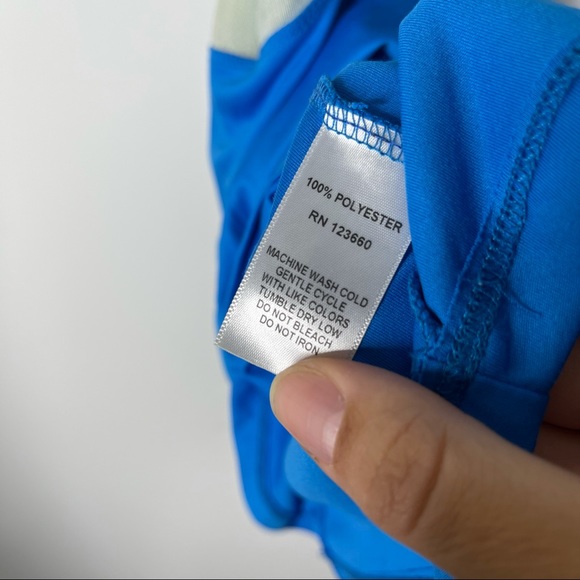 100% POLYESTER
RN 123660
MACHINE WASH COLD
GENTLE CYCLE
WITH LIKE COLORS
TUMBLE DRY LOW
DO NOT BLEACH
DO NOT IRON